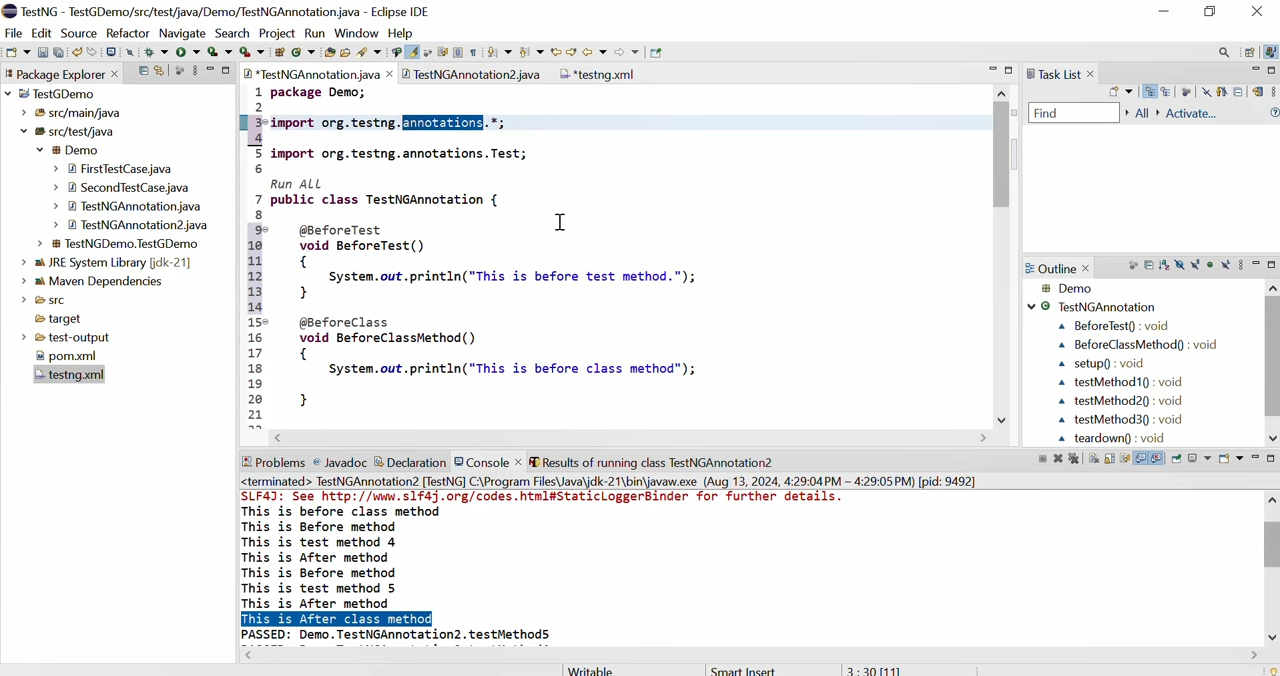 TestNG - TestGDemo/src/test/java/Demo/TestNGAnnotation.java - Eclipse IDE
File Edit Source Refactor Navigate Search Project Run Window Help
Package Explorer
TestGDemo
src/main/java
src/test/java
Demo
FirstTestCase.java
SecondTestCase.java
TestNGAnnotation.java
TestNGAnnotation2.java
TestNGDemo.TestGDemo
JRE System Library [jdk-21]
Maven Dependencies
src
target
test-output
pom.xml
testng.xml
*TestNGAnnotation.java TestNGAnnotation2.java *testng.xml
1 package Demo;
2
3 import org.testng.annotations.*;
4
5 import org.testng.annotations.Test;
6
Run All
7 public class TestNGAnnotation {
8
9 @BeforeTest
10 void BeforeTest()
11 {
12 System.out.println("This is before test method.");
13 }
14
15 @BeforeClass
16 void BeforeClassMethod()
17 {
18 System.out.println("This is before class method");
19
20 }
21
Task List
Find All Activate...
Outline
Demo
TestNGAnnotation
BeforeTest() : void
BeforeClassMethod() : void
setup() : void
testMethod1() : void
testMethod2() : void
testMethod3() : void
teardown() : void
Problems Javadoc Declaration Console Results of running class TestNGAnnotation2
<terminated> TestNGAnnotation2 [TestNG] C:\Program Files\Java\jdk-21\bin\javaw.exe (Aug 13, 2024, 4:29:04 PM – 4:29:05 PM) [pid: 9492]
SLF4J: See http://www.slf4j.org/codes.html#StaticLoggerBinder for further details.
This is before class method
This is Before method
This is test method 4
This is After method
This is Before method
This is test method 5
This is After method
This is After class method
PASSED: Demo.TestNGAnnotation2.testMethod5
Writable Smart Insert 3 : 30 [11]